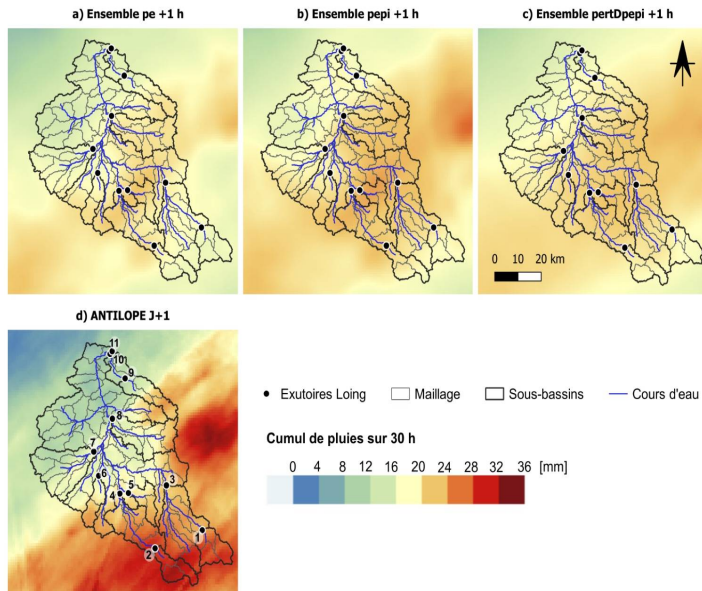 a) Ensemble pe +1 h
b) Ensemble pepi +1 h
c) Ensemble pertDpepi +1 h
0 10 20 km
d) ANTILOPE J+1
11
10
9
8
7
6
5
4
3
1
2
Exutoires Loing
Maillage
Sous-bassins
Cours d'eau
Cumul de pluies sur 30 h
0 4 8 12 16 20 24 28 32 36 [mm]